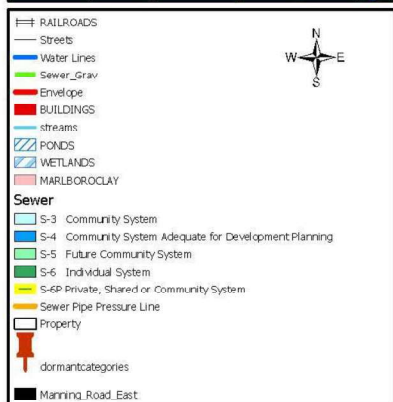 RAILROADS
Streets
Water Lines
Sewer_Grav
Envelope
BUILDINGS
streams
PONDS
WETLANDS
MARLBOROCLAY
Sewer
S-3 Community System
S-4 Community System Adequate for Development Planning
S-5 Future Community System
S-6 Individual System
S-6P Private, Shared or Community System
Sewer Pipe Pressure Line
Property
dormantcategories
Manning_Road_East
N
W E
S